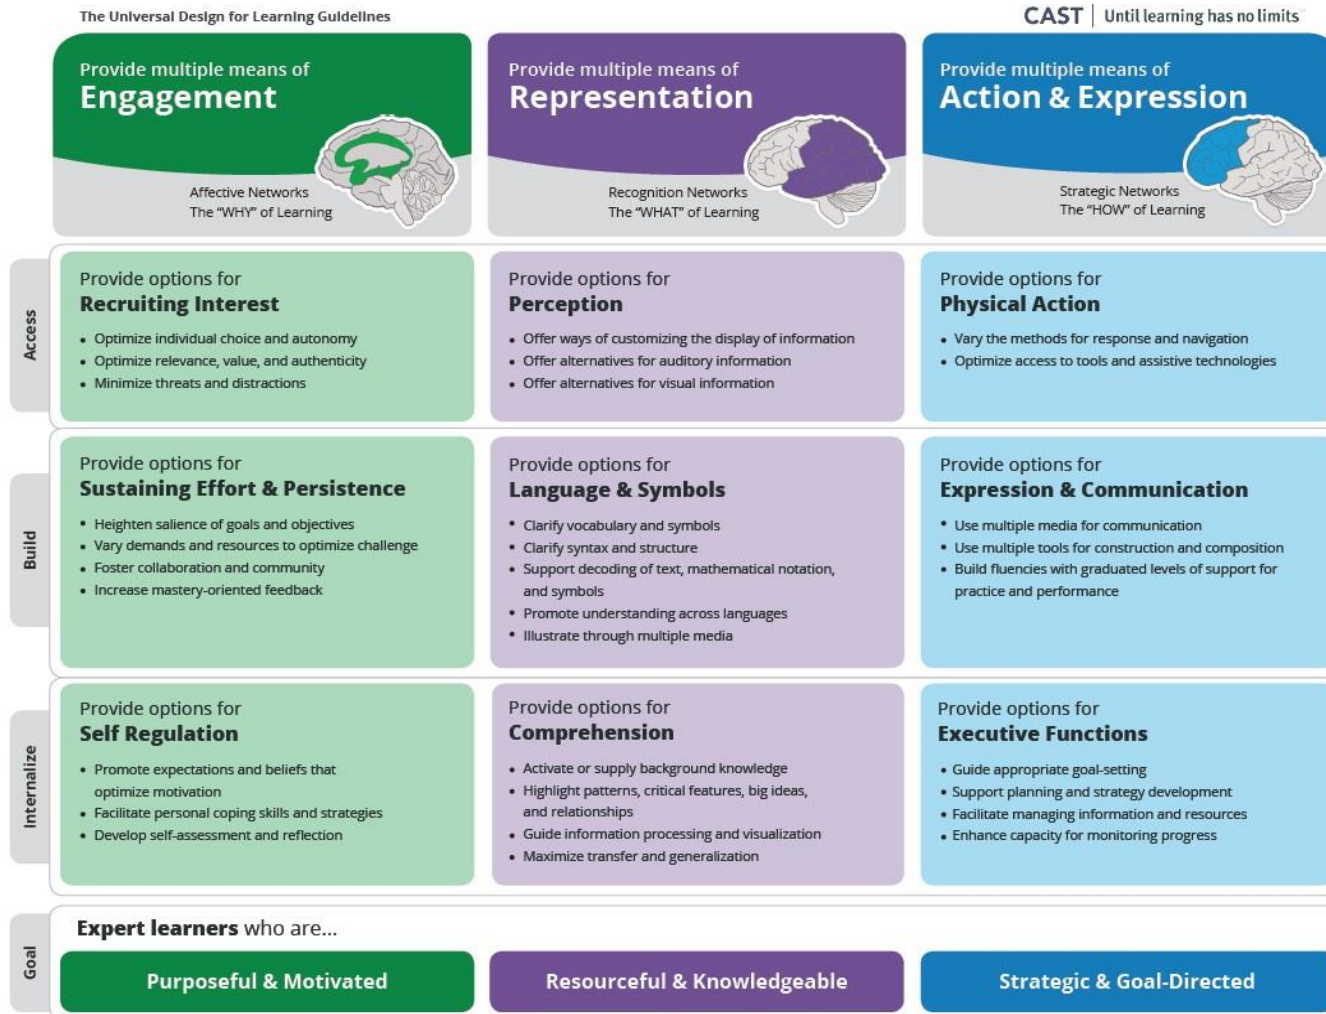 The Universal Design for Learning Guidelines
CAST | Until learning has no limits
Provide multiple means of
Engagement
Affective Networks
The "WHY" of Learning
Provide multiple means of
Representation
Recognition Networks
The "WHAT" of Learning
Provide multiple means of
Action & Expression
Strategic Networks
The "HOW" of Learning
Access
Provide options for
Recruiting Interest
• Optimize individual choice and autonomy
• Optimize relevance, value, and authenticity
• Minimize threats and distractions
Provide options for
Perception
• Offer ways of customizing the display of information
• Offer alternatives for auditory information
• Offer alternatives for visual information
Provide options for
Physical Action
• Vary the methods for response and navigation
• Optimize access to tools and assistive technologies
Build
Provide options for
Sustaining Effort & Persistence
• Heighten salience of goals and objectives
• Vary demands and resources to optimize challenge
• Foster collaboration and community
• Increase mastery-oriented feedback
Provide options for
Language & Symbols
• Clarify vocabulary and symbols
• Clarify syntax and structure
• Support decoding of text, mathematical notation,
and symbols
• Promote understanding across languages
• Illustrate through multiple media
Provide options for
Expression & Communication
• Use multiple media for communication
• Use multiple tools for construction and composition
• Build fluencies with graduated levels of support for
practice and performance
Internalize
Provide options for
Self Regulation
• Promote expectations and beliefs that
optimize motivation
• Facilitate personal coping skills and strategies
• Develop self-assessment and reflection
Provide options for
Comprehension
• Activate or supply background knowledge
• Highlight patterns, critical features, big ideas,
and relationships
• Guide information processing and visualization
• Maximize transfer and generalization
Provide options for
Executive Functions
• Guide appropriate goal-setting
• Support planning and strategy development
• Facilitate managing information and resources
• Enhance capacity for monitoring progress
Goal
Expert learners who are...
Purposeful & Motivated
Resourceful & Knowledgeable
Strategic & Goal-Directed